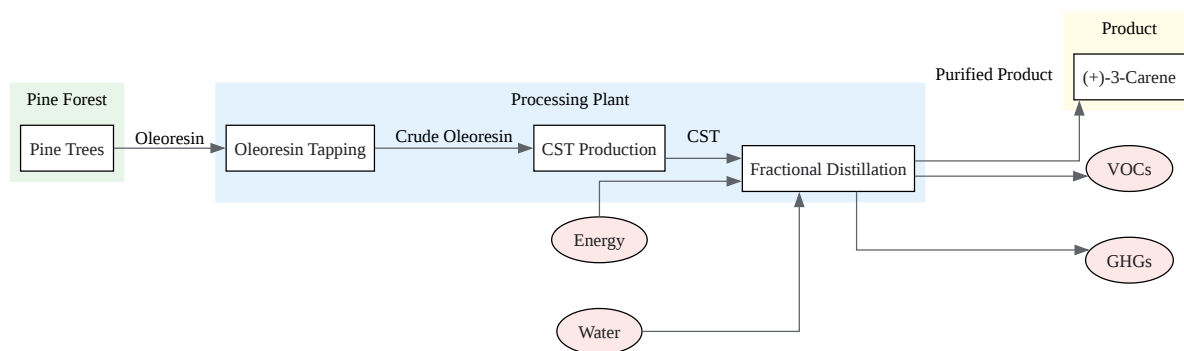 Product
Purified Product
(+)-3-Carene
Pine Forest
Processing Plant
Pine Trees
Oleoresin
Oleoresin Tapping
Crude Oleoresin
CST Production
CST
Fractional Distillation
VOCs
Energy
GHGs
Water